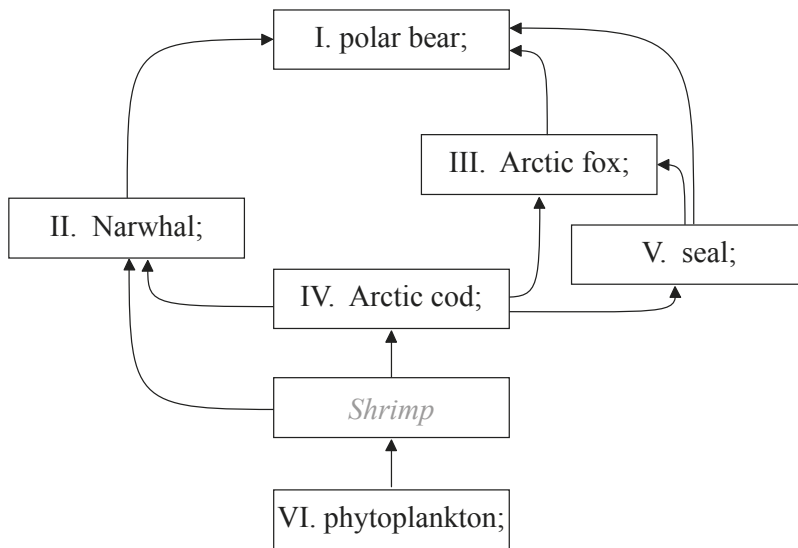 I. polar bear;
III. Arctic fox;
II. Narwhal;
V. seal;
IV. Arctic cod;
Shrimp
VI. phytoplankton;